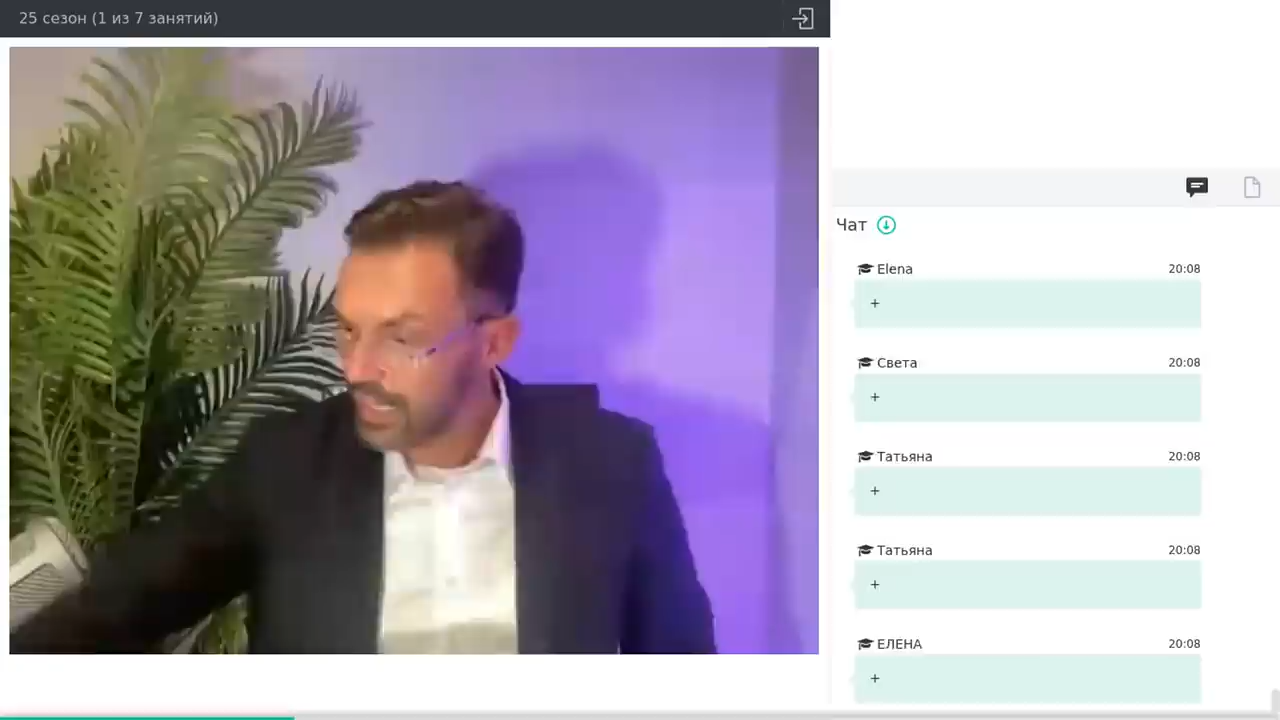 25 сезон (1 из 7 занятий)
Чат
Elena 20:08
+
Света 20:08
+
Татьяна 20:08
+
Татьяна 20:08
+
ЕЛЕНА 20:08
+